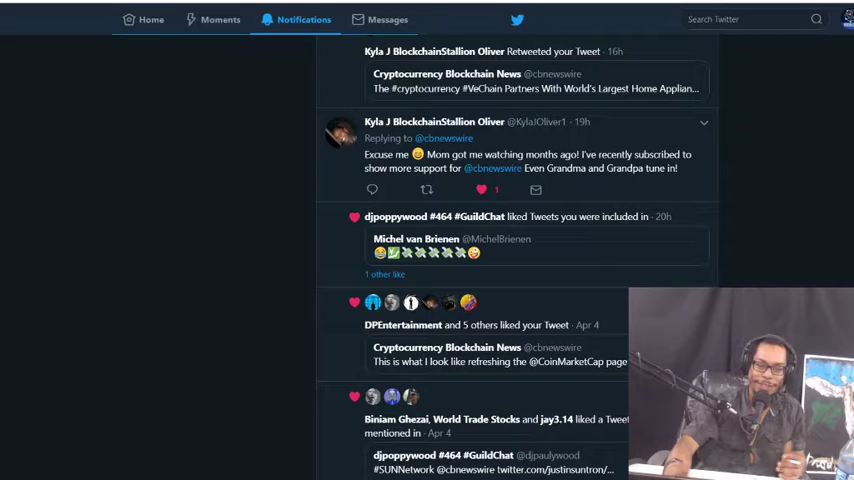 Home Moments Notifications Messages Search Twitter
Kyla J BlockchainStallion Oliver Retweeted your Tweet · 16h
Cryptocurrency Blockchain News @cbnewswire
The #cryptocurrency #VeChain Partners With World's Largest Home Applian...
Kyla J BlockchainStallion Oliver @KylaJOliver1 · 19h
Replying to @cbnewswire
Excuse me 😄 Mom got me watching months ago! I've recently subscribed to
show more support for @cbnewswire Even Grandma and Grandpa tune in!
1
djpoppywood #464 #GuildChat liked Tweets you were included in · 20h
Michel van Brienen @MichelBrienen
😂💹💸💸💸💸💸🤪
1 other like
DPEntertainment and 5 others liked your Tweet · Apr 4
Cryptocurrency Blockchain News @cbnewswire
This is what I look like refreshing the @CoinMarketCap page
Biniam Ghezai, World Trade Stocks and jay3.14 liked a Tweet
mentioned in · Apr 4
djpoppywood #464 #GuildChat @djpaulywood
#SUNNetwork @cbnewswire twitter.com/justinsuntron/...